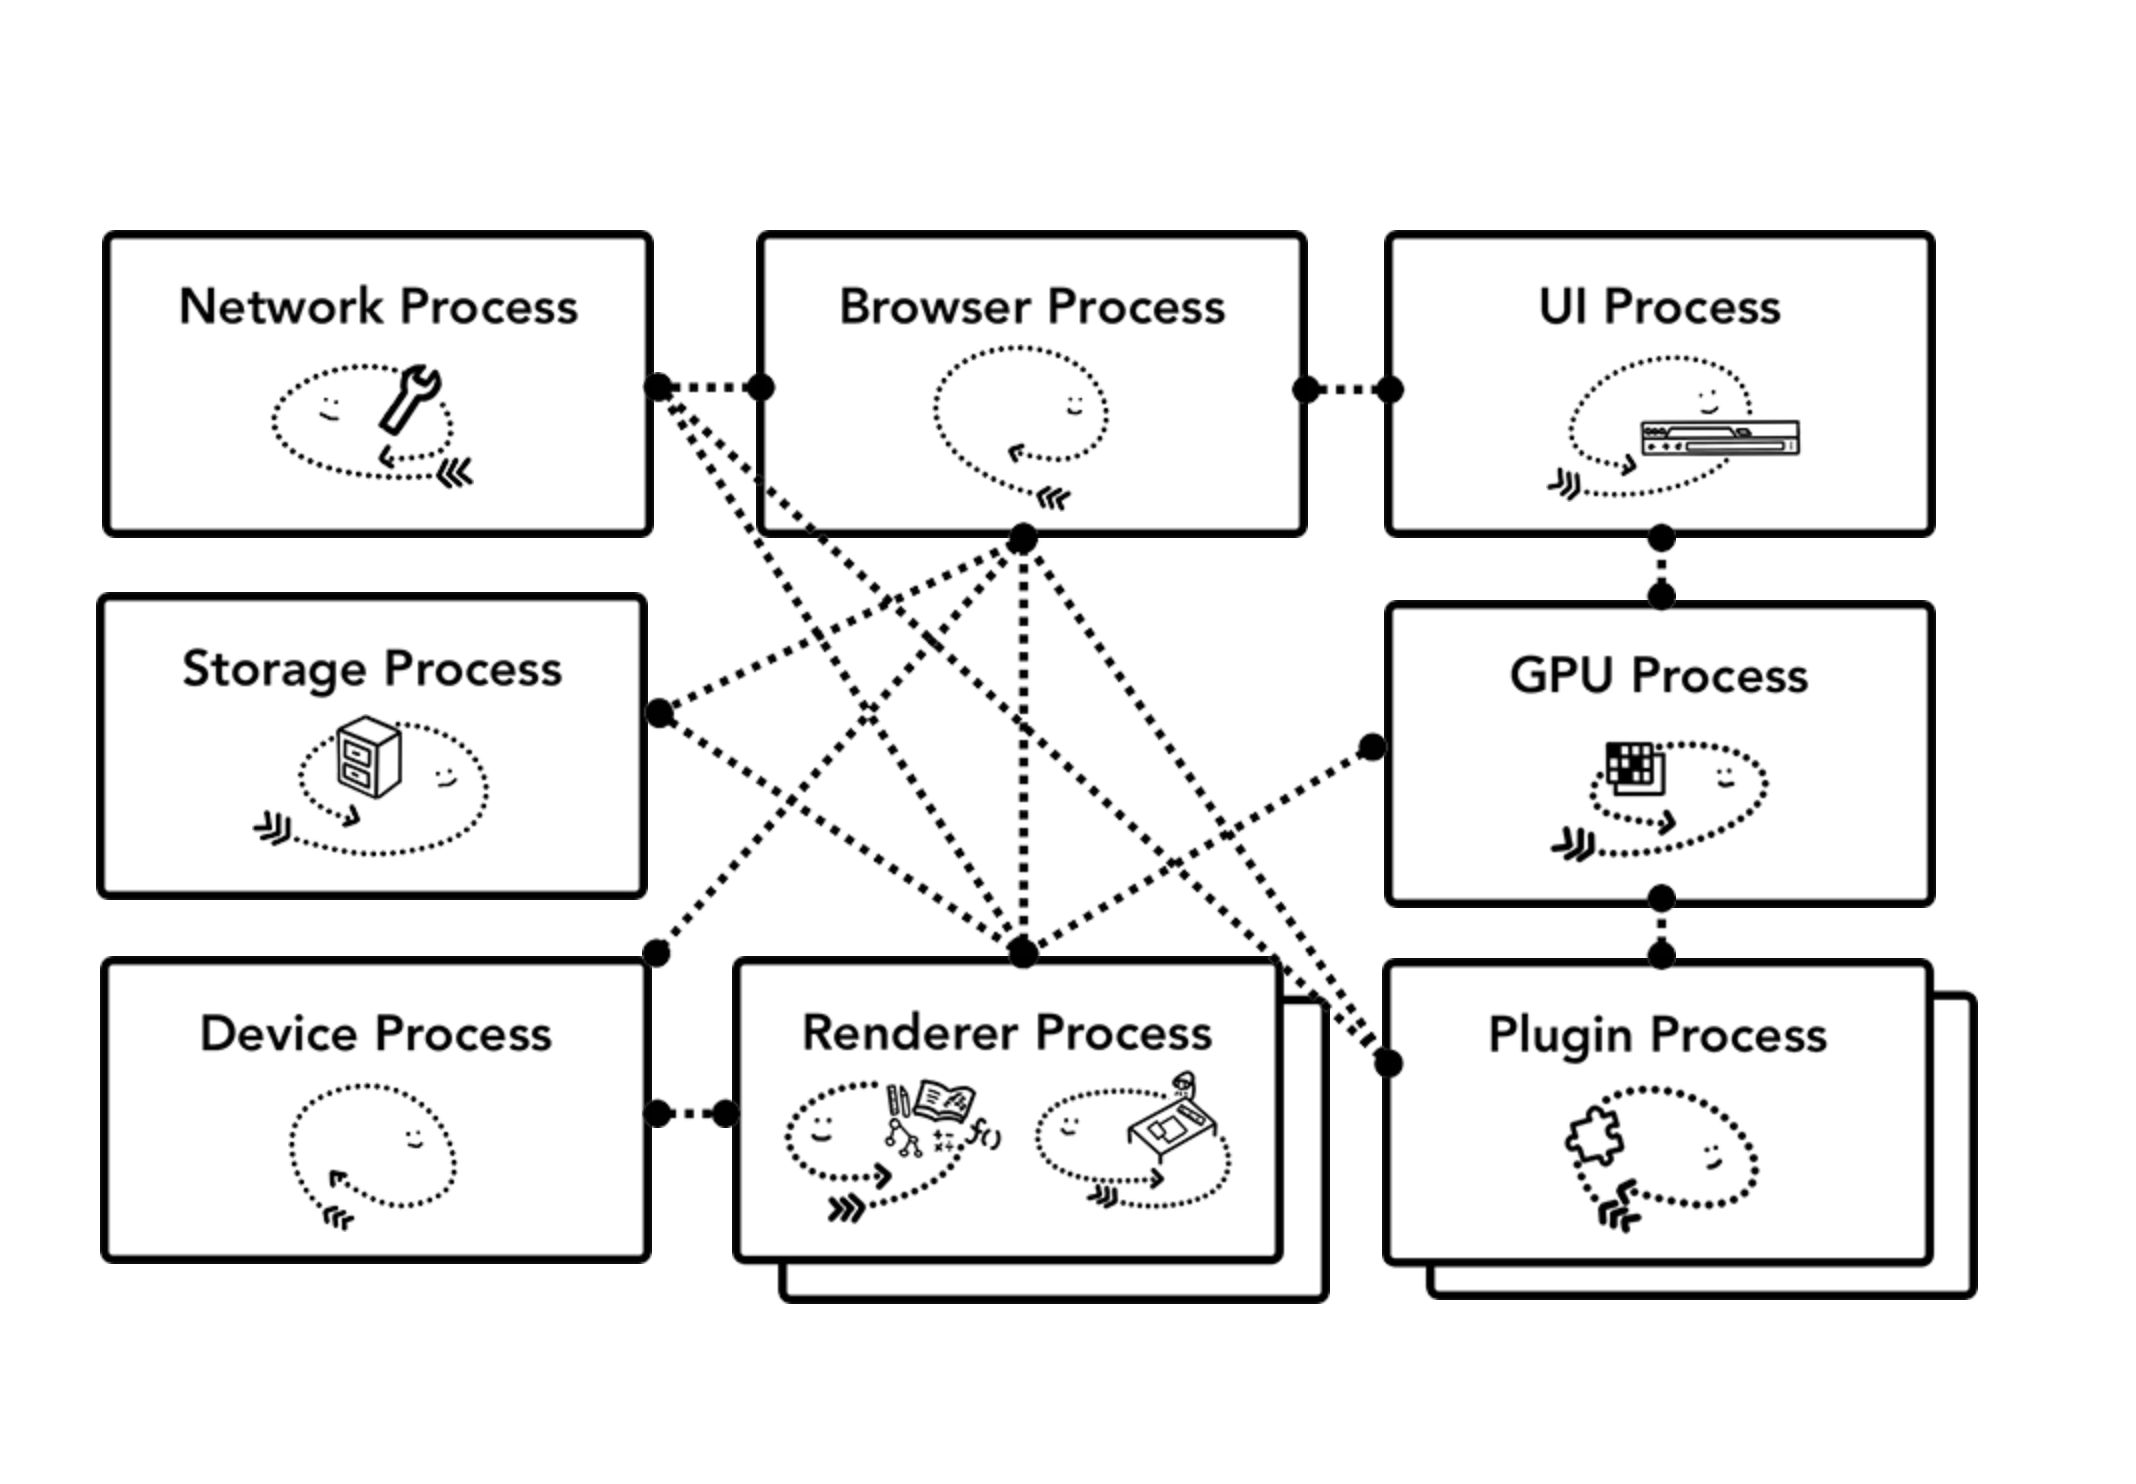 Network Process
Browser Process
UI Process
Storage Process
GPU Process
Device Process
Renderer Process
f()
Plugin Process